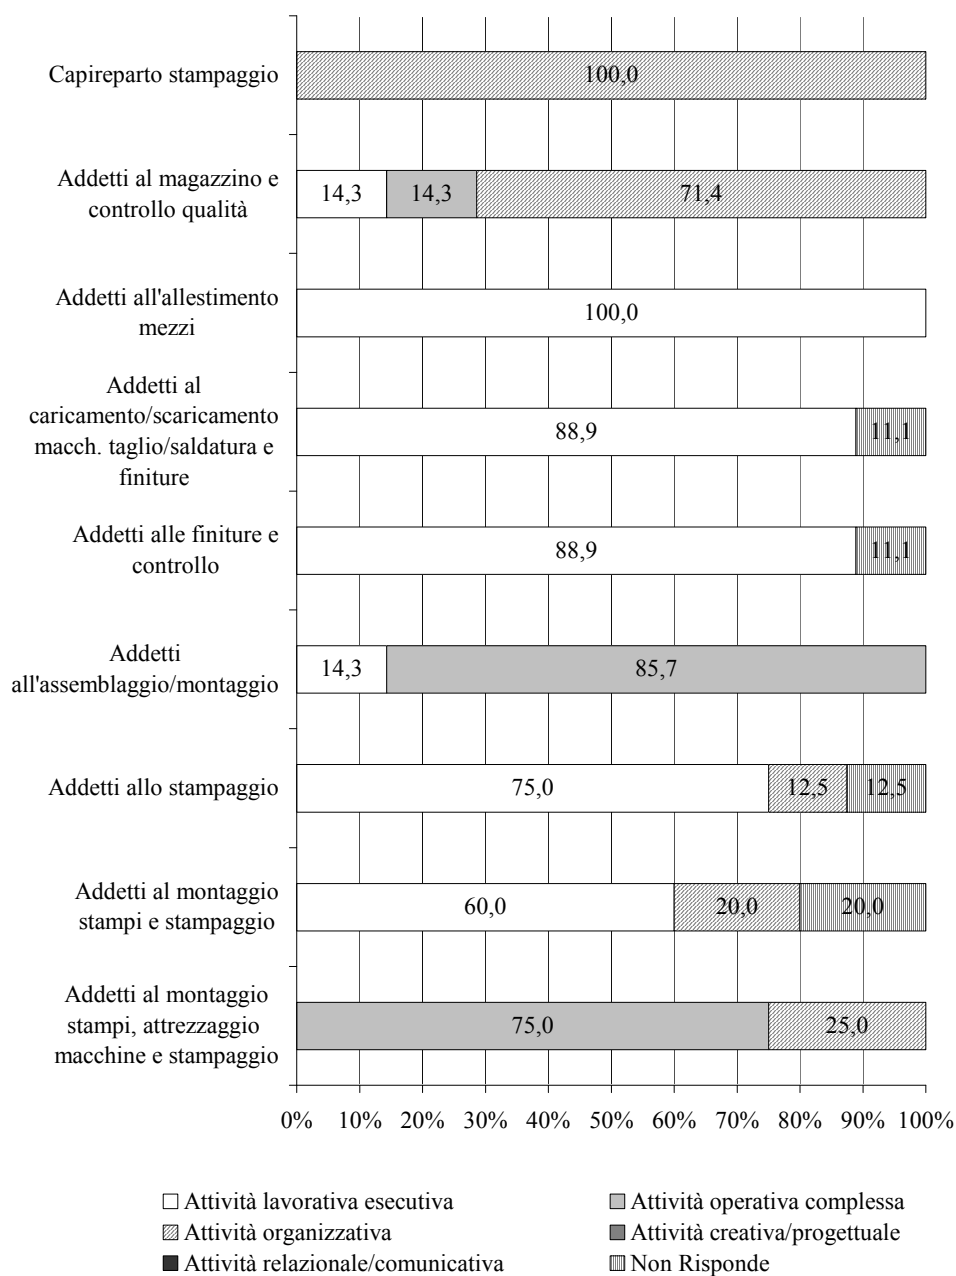 Capireparto stampaggio
100,0
Addetti al magazzino e
controllo qualità
14,3
14,3
71,4
Addetti all'allestimento
mezzi
100,0
Addetti al
caricamento/scaricamento
macch. taglio/saldatura e
finiture
88,9
11,1
Addetti alle finiture e
controllo
88,9
11,1
Addetti
all'assemblaggio/montaggio
14,3
85,7
Addetti allo stampaggio
75,0
12,5
12,5
Addetti al montaggio
stampi e stampaggio
60,0
20,0
20,0
Addetti al montaggio
stampi, attrezzaggio
macchine e stampaggio
75,0
25,0
0% 10% 20% 30% 40% 50% 60% 70% 80% 90% 100%
Attività lavorativa esecutiva
Attività operativa complessa
Attività organizzativa
Attività creativa/progettuale
Attività relazionale/comunicativa
Non Risponde